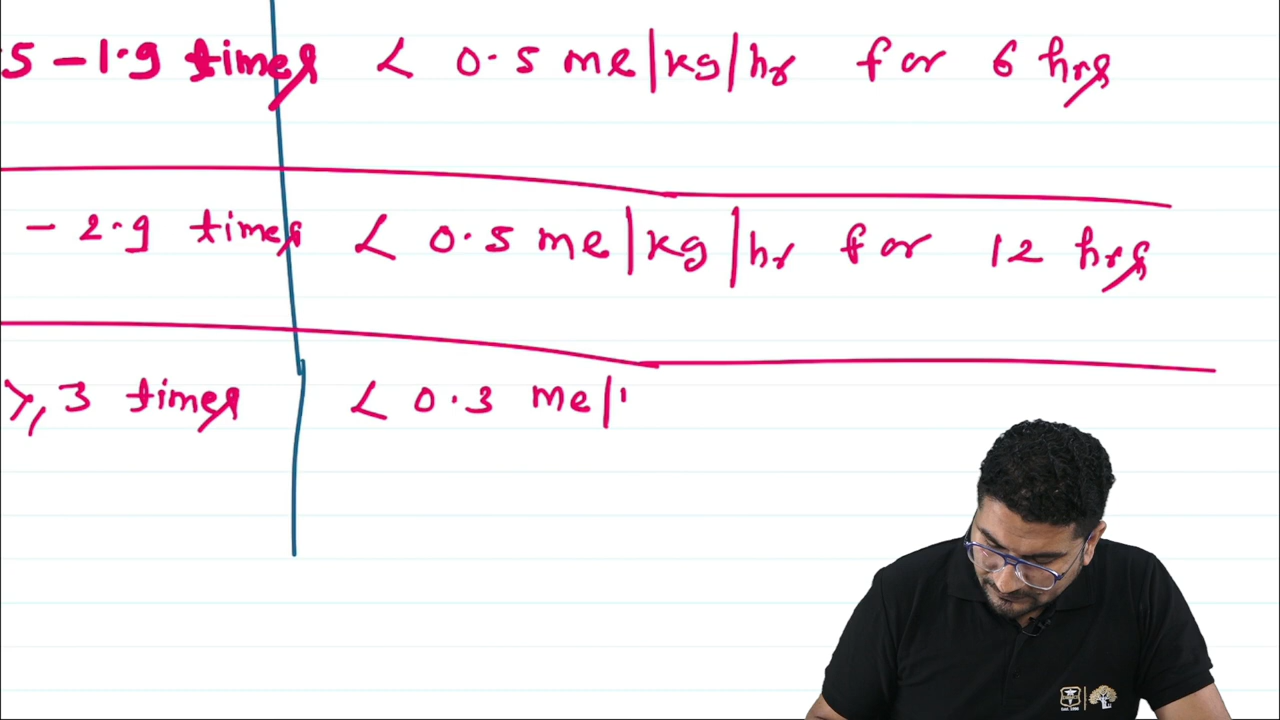 5 - 1.9 times < 0.5 ml/kg/hr for 6 hrs
- 2.9 times < 0.5 ml/kg/hr for 12 hrs
≥ 3 times < 0.3 ml/